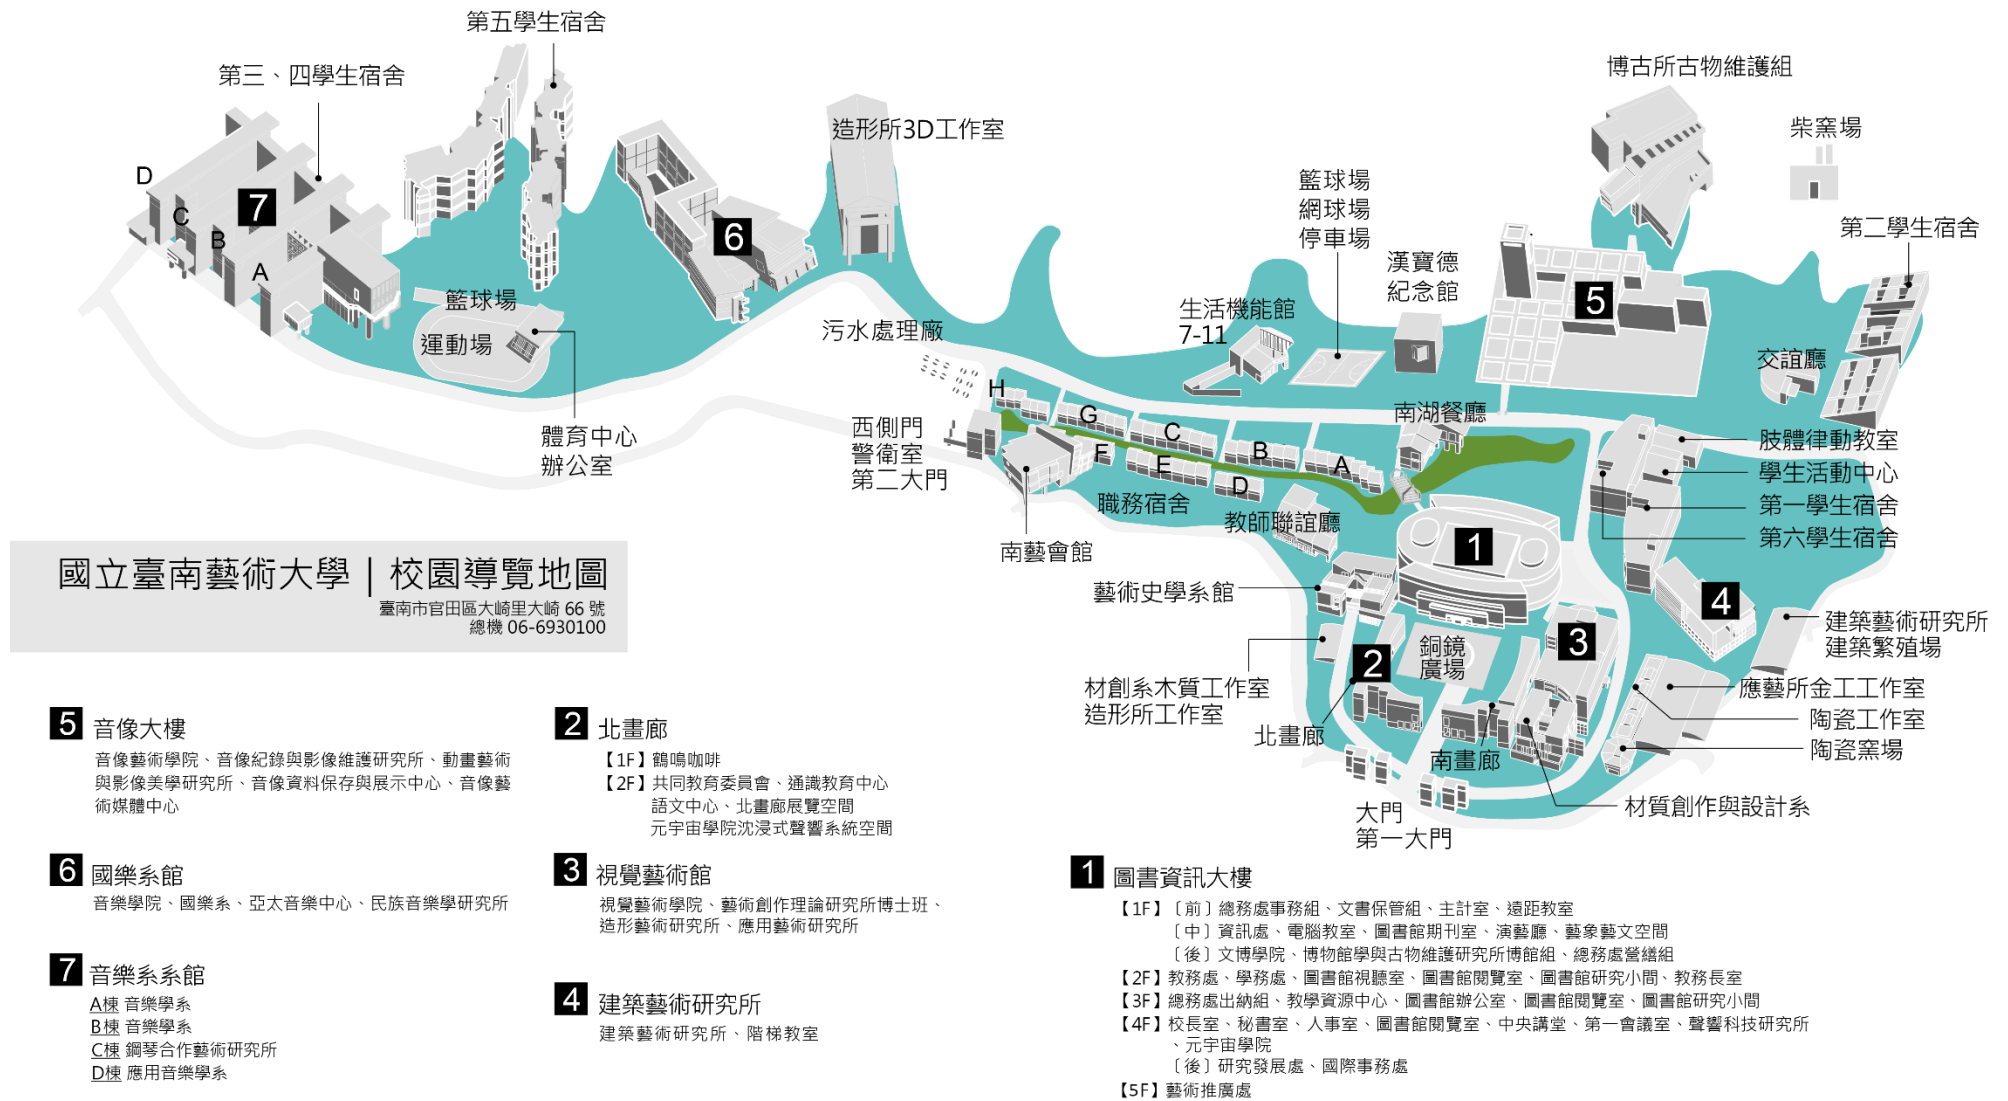 第五學生宿舍
第三、四學生宿舍
博古所古物維護組
造形所3D工作室
柴窯場
D
C
B
A
7
6
籃球場
網球場
停車場
漢寶德
紀念館
第二學生宿舍
5
籃球場
運動場
生活機能館
7-11
污水處理廠
交誼廳
體育中心
辦公室
H
G
C
B
A
F
E
D
南湖餐廳
西側門
警衛室
第二大門
職務宿舍
教師聯誼廳
南藝會館
肢體律動教室
學生活動中心
第一學生宿舍
第六學生宿舍
1
藝術史學系館
4
建築藝術研究所
建築繁殖場
銅鏡
廣場
3
2
材創系木質工作室
造形所工作室
北畫廊
南畫廊
應藝所金工工作室
陶瓷工作室
陶瓷窯場
材質創作與設計系
大門
第一大門
國立臺南藝術大學 | 校園導覽地圖
臺南市官田區大崎里大崎 66 號
總機 06-6930100
5 音像大樓
音像藝術學院、音像紀錄與影像維護研究所、動畫藝術
與影像美學研究所、音像資料保存與展示中心、音像藝
術媒體中心
6 國樂系館
音樂學院、國樂系、亞太音樂中心、民族音樂學研究所
7 音樂系系館
A棟 音樂學系
B棟 音樂學系
C棟 鋼琴合作藝術研究所
D棟 應用音樂學系
2 北畫廊
【1F】鶴鳴咖啡
【2F】共同教育委員會、通識教育中心
語文中心、北畫廊展覽空間
元宇宙學院沈浸式聲響系統空間
3 視覺藝術館
視覺藝術學院、藝術創作理論研究所博士班、
造形藝術研究所、應用藝術研究所
4 建築藝術研究所
建築藝術研究所、階梯教室
1 圖書資訊大樓
【1F】〔前〕總務處事務組、文書保管組、主計室、遠距教室
〔中〕資訊處、電腦教室、圖書館期刊室、演藝廳、藝象藝文空間
〔後〕文博學院、博物館學與古物維護研究所博館組、總務處營繕組
【2F】教務處、學務處、圖書館視聽室、圖書館閱覽室、圖書館研究小間、教務長室
【3F】總務處出納組、教學資源中心、圖書館辦公室、圖書館閱覽室、圖書館研究小間
【4F】校長室、秘書室、人事室、圖書館閱覽室、中央講堂、第一會議室、聲響科技研究所
、元宇宙學院
〔後〕研究發展處、國際事務處
【5F】藝術推廣處